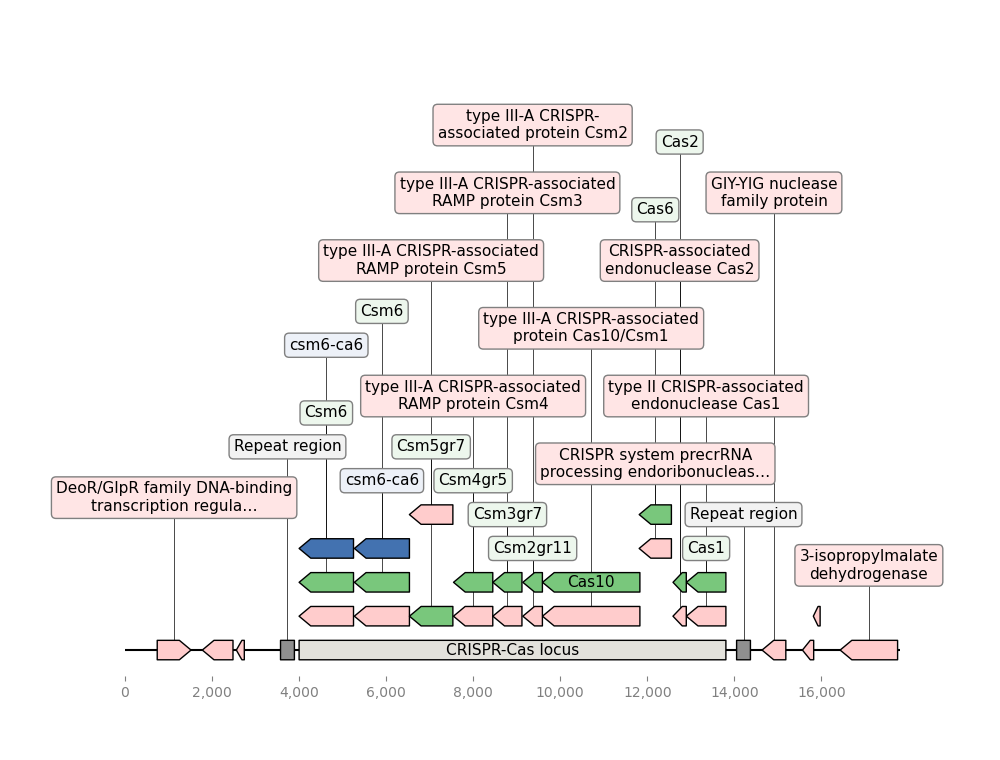 type III-A CRISPR-
associated protein Csm2
Cas2
type III-A CRISPR-associated
RAMP protein Csm3
GIY-YIG nuclease
family protein
Cas6
type III-A CRISPR-associated
RAMP protein Csm5
CRISPR-associated
endonuclease Cas2
Csm6
type III-A CRISPR-associated
protein Cas10/Csm1
csm6-ca6
type III-A CRISPR-associated
RAMP protein Csm4
type II CRISPR-associated
endonuclease Cas1
Csm6
Repeat region
Csm5gr7
CRISPR system precrRNA
processing endoribonucleas…
csm6-ca6
Csm4gr5
DeoR/GlpR family DNA-binding
transcription regula…
Csm3gr7
Repeat region
Csm2gr11
Cas1
3-isopropylmalate
dehydrogenase
Cas10
CRISPR-Cas locus
0
2,000
4,000
6,000
8,000
10,000
12,000
14,000
16,000